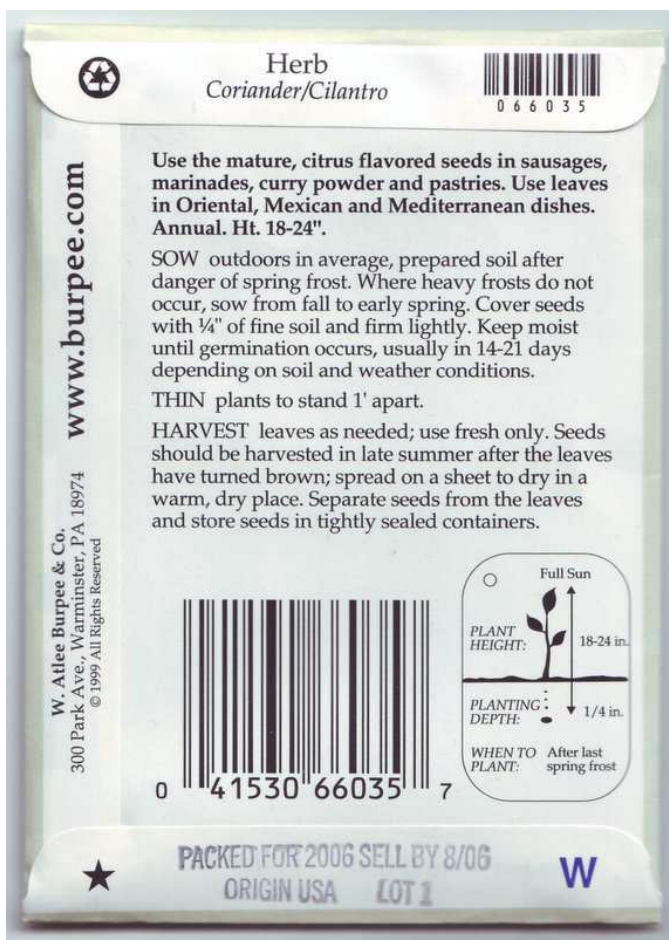 Herb
Coriander/Cilantro
066035
Use the mature, citrus flavored seeds in sausages,
marinades, curry powder and pastries. Use leaves
in Oriental, Mexican and Mediterranean dishes.
Annual. Ht. 18-24".
SOW outdoors in average, prepared soil after
danger of spring frost. Where heavy frosts do not
occur, sow from fall to early spring. Cover seeds
with ¼" of fine soil and firm lightly. Keep moist
until germination occurs, usually in 14-21 days
depending on soil and weather conditions.
THIN plants to stand 1' apart.
HARVEST leaves as needed; use fresh only. Seeds
should be harvested in late summer after the leaves
have turned brown; spread on a sheet to dry in a
warm, dry place. Separate seeds from the leaves
and store seeds in tightly sealed containers.
www.burpee.com
W. Atlee Burpee & Co.
300 Park Ave., Warminster, PA 18974
© 1999 All Rights Reserved
0 41530 66035 7
Full Sun
PLANT
HEIGHT:
18-24 in.
PLANTING
DEPTH:
1/4 in.
WHEN TO After last
PLANT: spring frost
PACKED FOR 2006 SELL BY 8/06
ORIGIN USA LOT 1
W